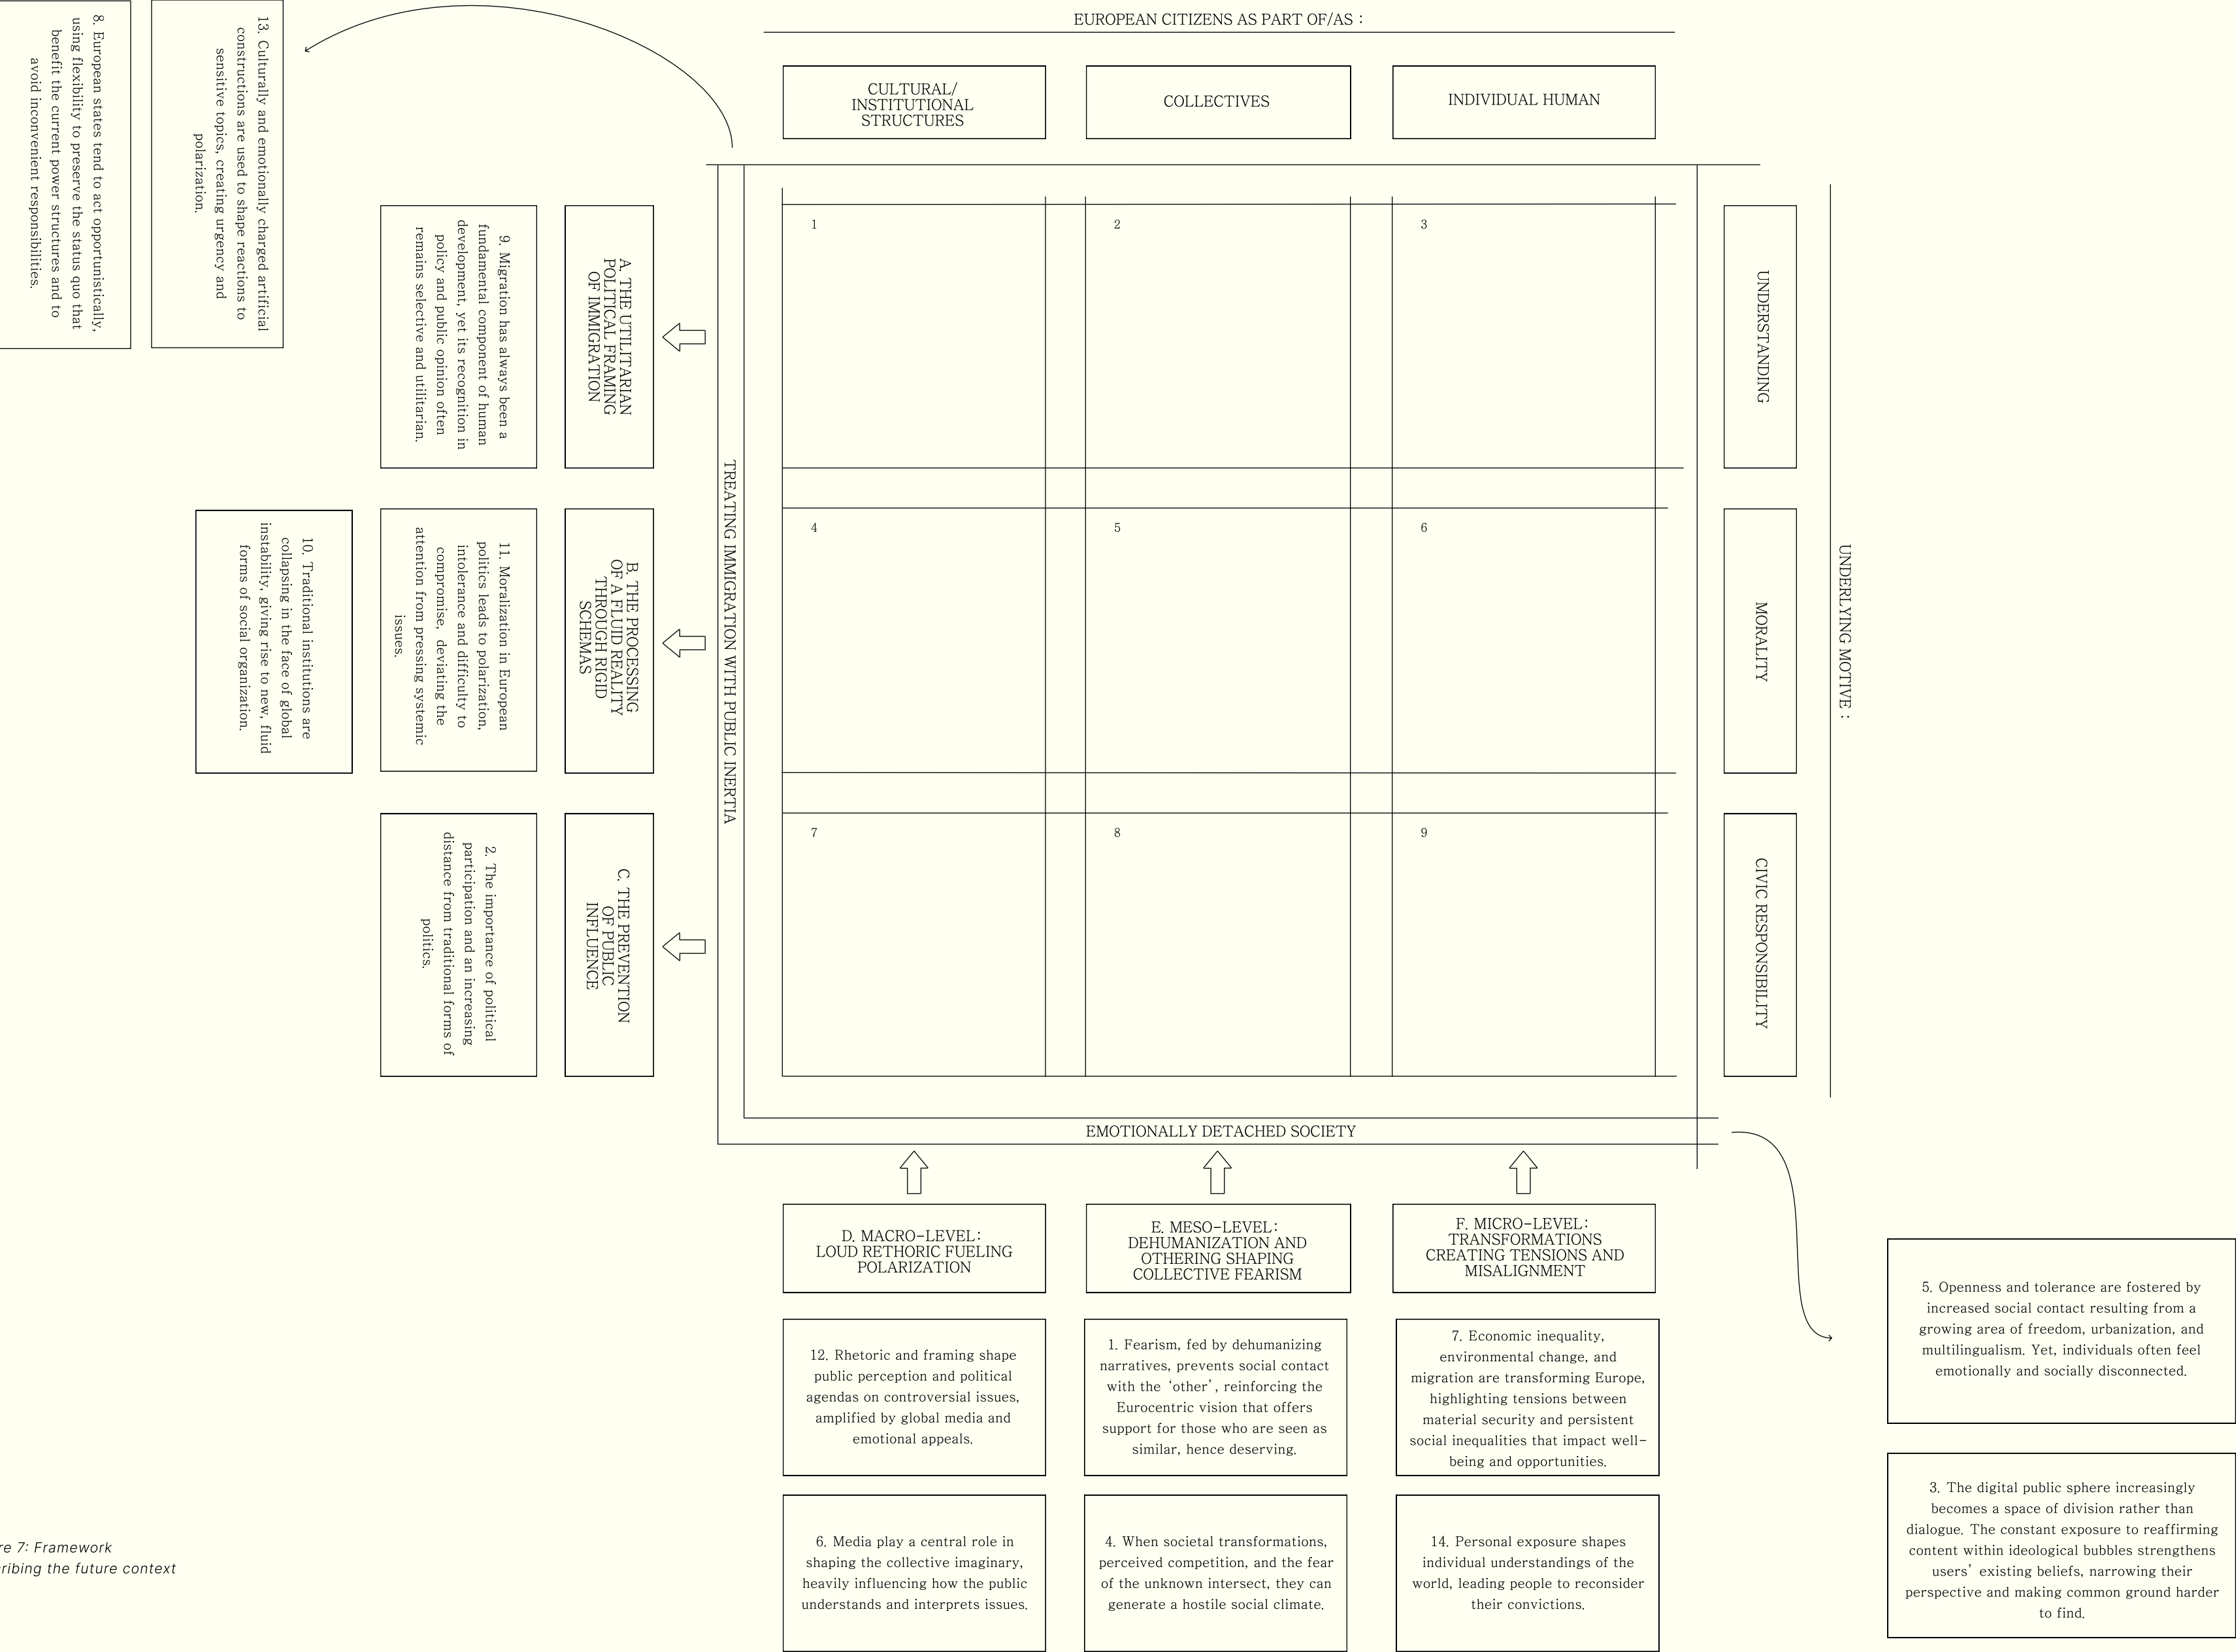 EUROPEAN CITIZENS AS PART OF/AS :
CULTURAL/
INSTITUTIONAL
STRUCTURES
COLLECTIVES
INDIVIDUAL HUMAN
8. European states tend to act opportunistically,
using flexibility to preserve the status quo that
benefit the current power structures and to
avoid inconvenient responsibilities.
13. Culturally and emotionally charged artificial
constructions are used to shape reactions to
sensitive topics, creating urgency and
polarization.
9. Migration has always been a
fundamental component of human
development, yet its recognition in
policy and public opinion often
remains selective and utilitarian.
A. THE UTILITARIAN
POLITICAL FRAMING
OF IMMIGRATION
10. Traditional institutions are
collapsing in the face of global
instability, giving rise to new, fluid
forms of social organization.
11. Moralization in European
politics leads to polarization,
intolerance and difficulty to
compromise, deviating the
attention from pressing systemic
issues.
B. THE PROCESSING
OF A FLUID REALITY
THROUGH RIGID
SCHEMAS
2. The importance of political
participation and an increasing
distance from traditional forms of
politics.
C. THE PREVENTION
OF PUBLIC
INFLUENCE
TREATING IMMIGRATION WITH PUBLIC INERTIA
1
2
3
4
5
6
7
8
9
UNDERSTANDING
MORALITY
CIVIC RESPONSIBILITY
UNDERLYING MOTIVE :
EMOTIONALLY DETACHED SOCIETY
D. MACRO-LEVEL:
LOUD RETHORIC FUELING
POLARIZATION
E. MESO-LEVEL:
DEHUMANIZATION AND
OTHERING SHAPING
COLLECTIVE FEARISM
F. MICRO-LEVEL:
TRANSFORMATIONS
CREATING TENSIONS AND
MISALIGNMENT
12. Rhetoric and framing shape
public perception and political
agendas on controversial issues,
amplified by global media and
emotional appeals.
1. Fearism, fed by dehumanizing
narratives, prevents social contact
with the ‘other’, reinforcing the
Eurocentric vision that offers
support for those who are seen as
similar, hence deserving.
7. Economic inequality,
environmental change, and
migration are transforming Europe,
highlighting tensions between
material security and persistent
social inequalities that impact well-
being and opportunities.
6. Media play a central role in
shaping the collective imaginary,
heavily influencing how the public
understands and interprets issues.
4. When societal transformations,
perceived competition, and the fear
of the unknown intersect, they can
generate a hostile social climate.
14. Personal exposure shapes
individual understandings of the
world, leading people to reconsider
their convictions.
5. Openness and tolerance are fostered by
increased social contact resulting from a
growing area of freedom, urbanization, and
multilingualism. Yet, individuals often feel
emotionally and socially disconnected.
3. The digital public sphere increasingly
becomes a space of division rather than
dialogue. The constant exposure to reaffirming
content within ideological bubbles strengthens
users’ existing beliefs, narrowing their
perspective and making common ground harder
to find.
re 7: Framework
ribing the future context